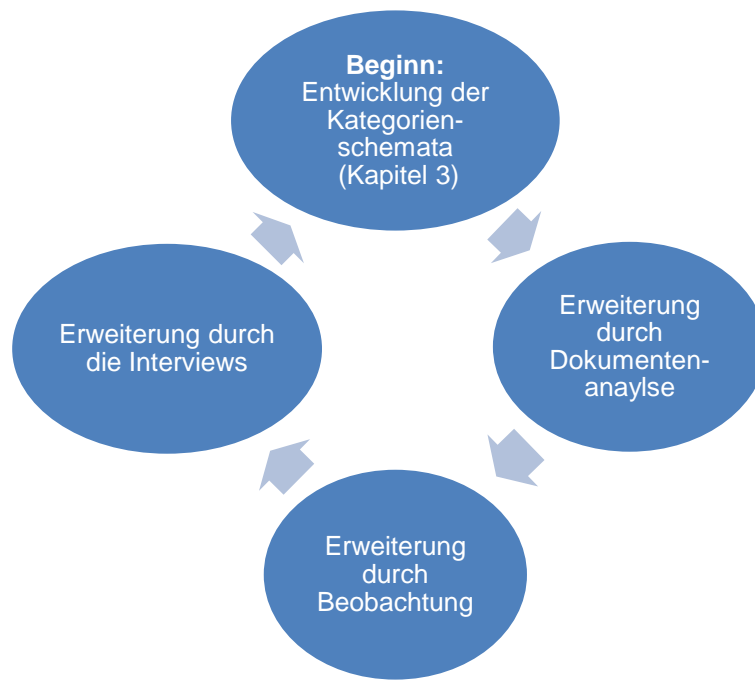 Beginn:
Entwicklung der
Kategorien-
schemata
(Kapitel 3)
Erweiterung
durch
Dokumenten-
anaylse
Erweiterung
durch
Beobachtung
Erweiterung durch
die Interviews